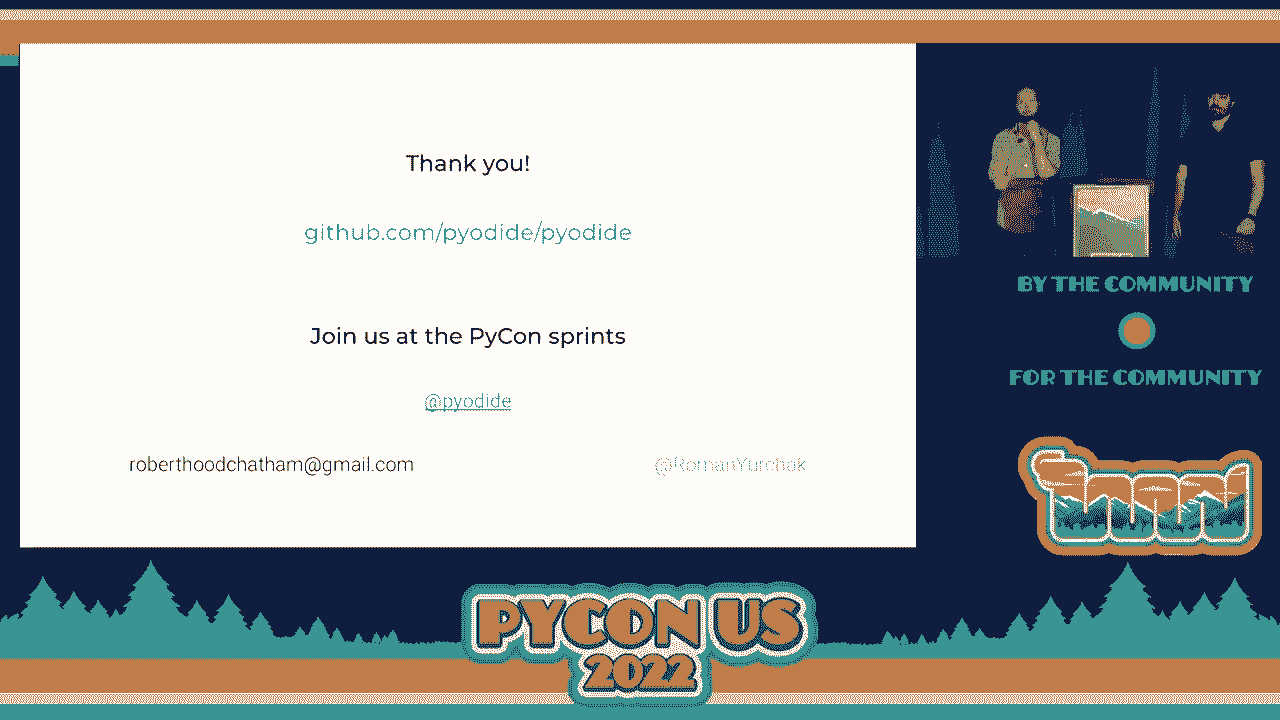 Thank you!
github.com/pyodide/pyodide
Join us at the PyCon sprints
@pyodide
roberthoodchatham@gmail.com
@RomanYurchak
BY THE COMMUNITY
FOR THE COMMUNITY
PYCON US
2022